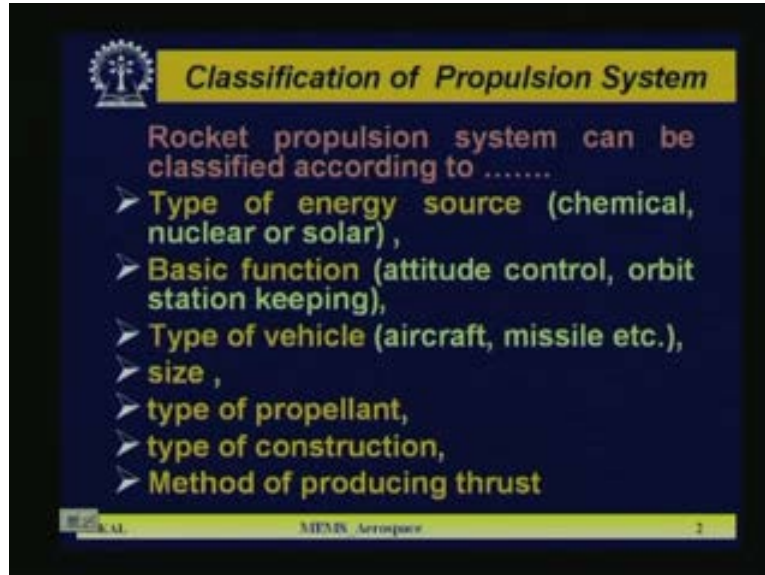 Classification of Propulsion System
Rocket propulsion system can be
classified according to .......
Type of energy source (chemical,
nuclear or solar) ,
Basic function (attitude control, orbit
station keeping),
Type of vehicle (aircraft, missile etc.),
size ,
type of propellant,
type of construction,
Method of producing thrust
KAL MEMS Aerospace 2